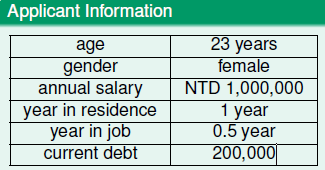 Applicant Information
age 23 years
gender female
annual salary NTD 1,000,000
year in residence 1 year
year in job 0.5 year
current debt 200,000